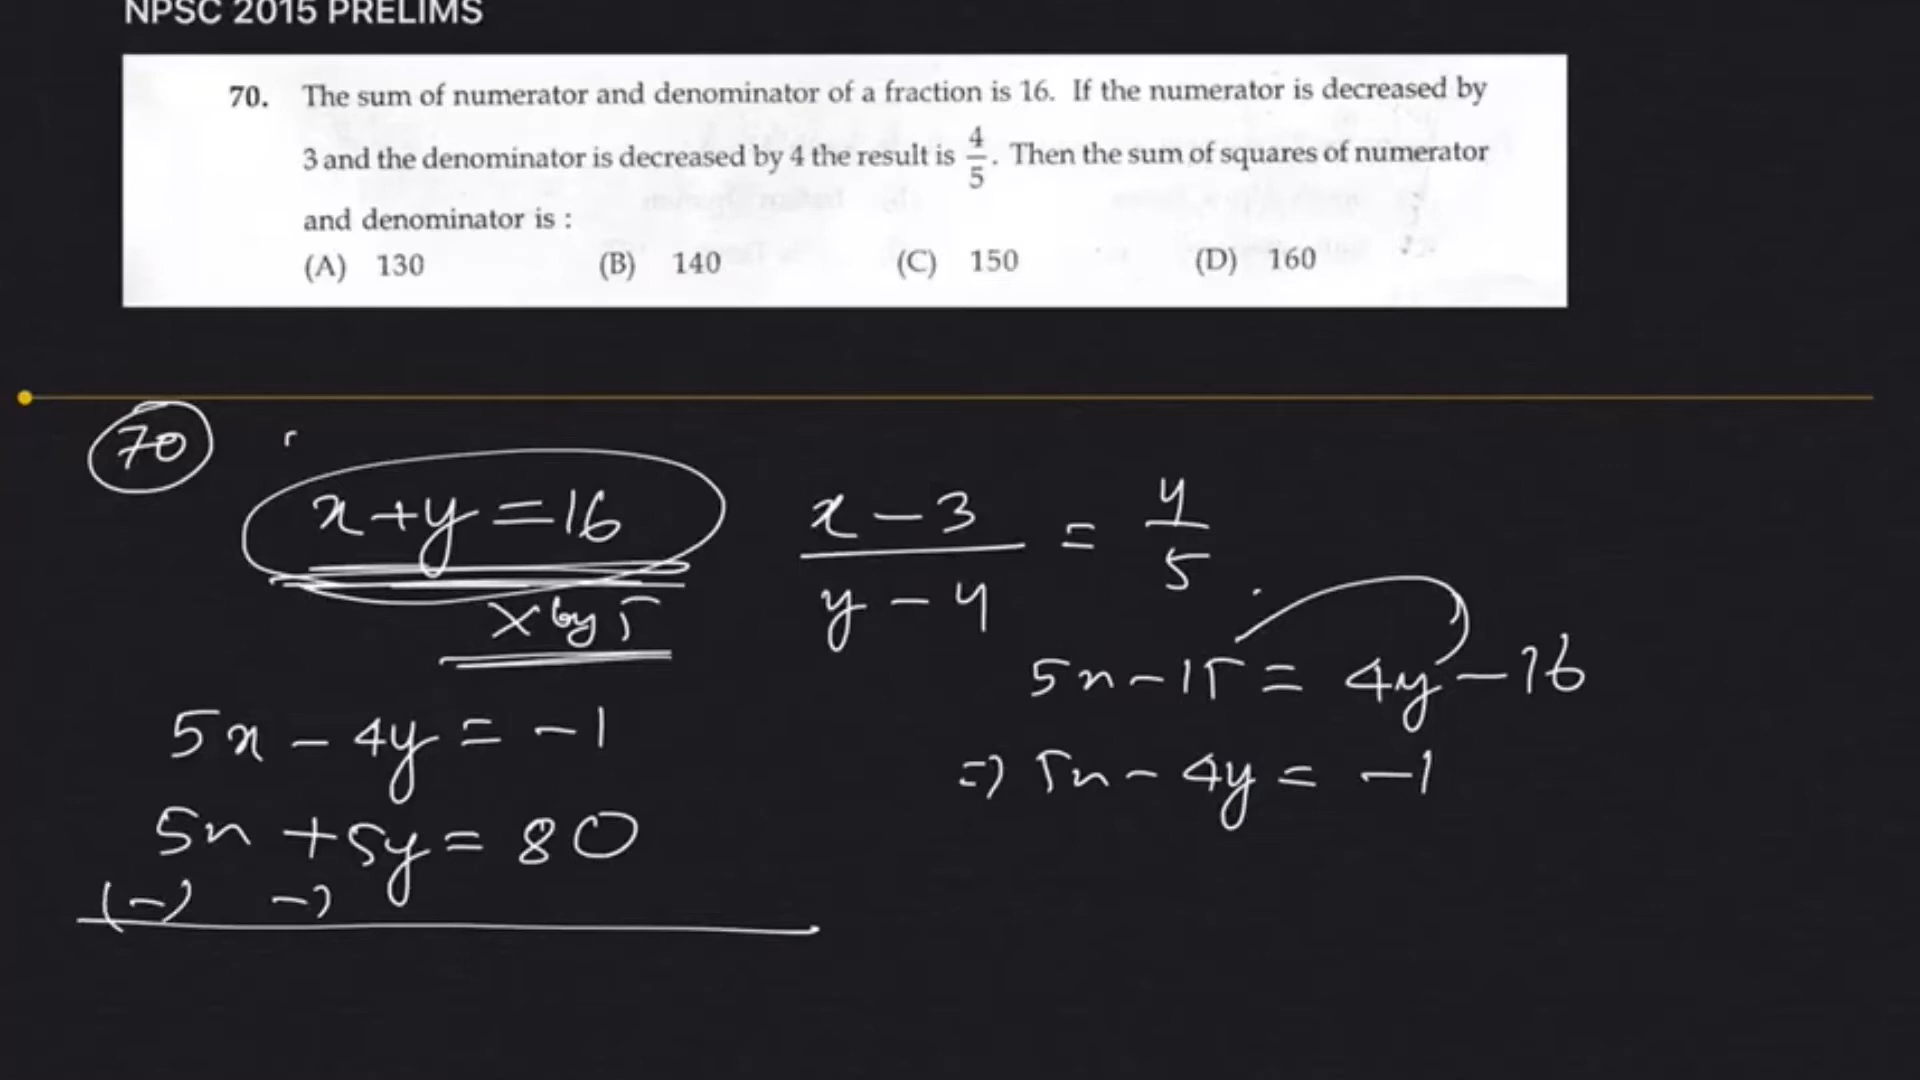 NPSC 2015 PRELIMS
70. The sum of numerator and denominator of a fraction is 16. If the numerator is decreased by
3 and the denominator is decreased by 4 the result is 4/5. Then the sum of squares of numerator
and denominator is :
(A) 130 (B) 140 (C) 150 (D) 160
70
x+y=16
x by 5
x-3 / y-4 = 4/5
5x-15=4y-16
=) 5x-4y=-1
5x-4y=-1
5x+5y=80
(-) -)